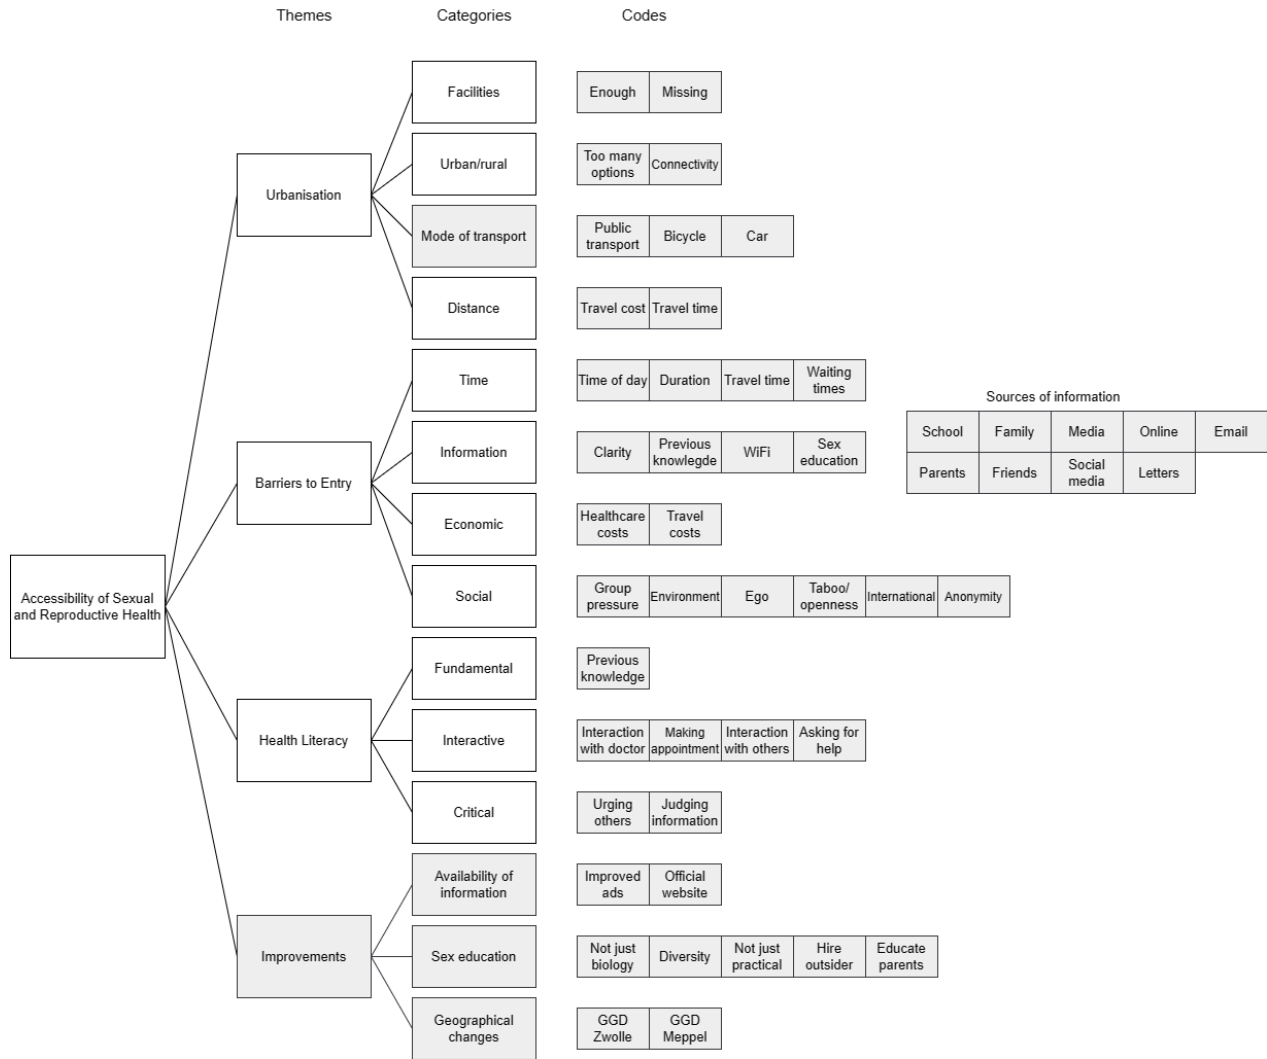 Themes
Categories
Codes
Facilities
Enough
Missing
Urban/rural
Too many
options
Connectivity
Urbanisation
Mode of transport
Public
transport
Bicycle
Car
Distance
Travel cost
Travel time
Time
Time of day
Duration
Travel time
Waiting
times
Sources of information
School
Family
Media
Online
Email
Parents
Friends
Social
media
Letters
Information
Clarity
Previous
knowlegde
WiFi
Sex
education
Barriers to Entry
Economic
Healthcare
costs
Travel
costs
Social
Group
pressure
Environment
Ego
Taboo/
openness
International
Anonymity
Accessibility of Sexual
and Reproductive Health
Fundamental
Previous
knowledge
Health Literacy
Interactive
Interaction
with doctor
Making
appointment
Interaction
with others
Asking for
help
Critical
Urging
others
Judging
information
Availability of
information
Improved
ads
Official
website
Improvements
Sex education
Not just
biology
Diversity
Not just
practical
Hire
outsider
Educate
parents
Geographical
changes
GGD
Zwolle
GGD
Meppel